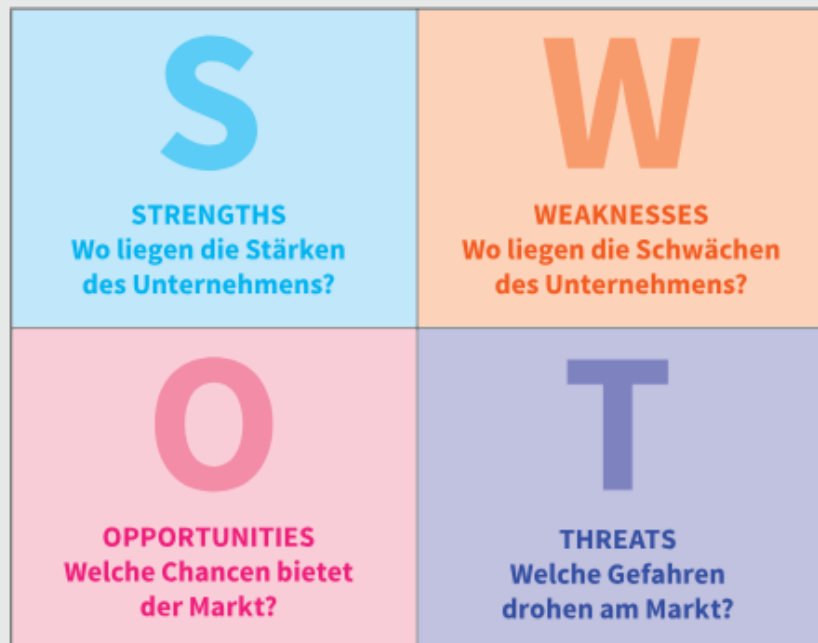 S
STRENGTHS
Wo liegen die Stärken
des Unternehmens?
W
WEAKNESSES
Wo liegen die Schwächen
des Unternehmens?
O
OPPORTUNITIES
Welche Chancen bietet
der Markt?
T
THREATS
Welche Gefahren
drohen am Markt?